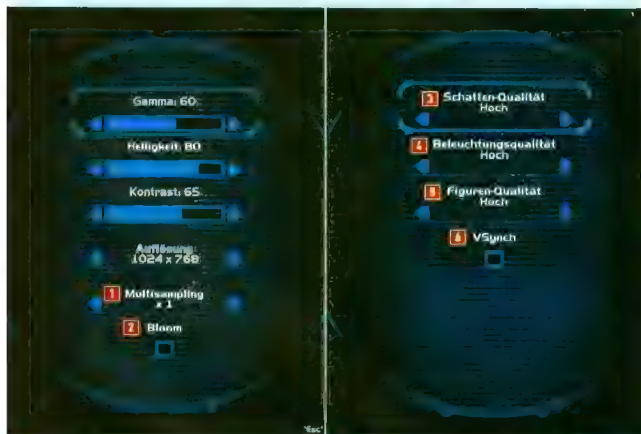 Gamma: 60
Helligkeit: 80
Kontrast: 65
Auflösung:
1024 x 768
1 Multisampling
x 1
2 Bloom
'Esc'
3 Schatten-Qualität
Hoch
4 Beleuchtungsqualität
Hoch
5 Figuren-Qualität
Hoch
6 VSynch